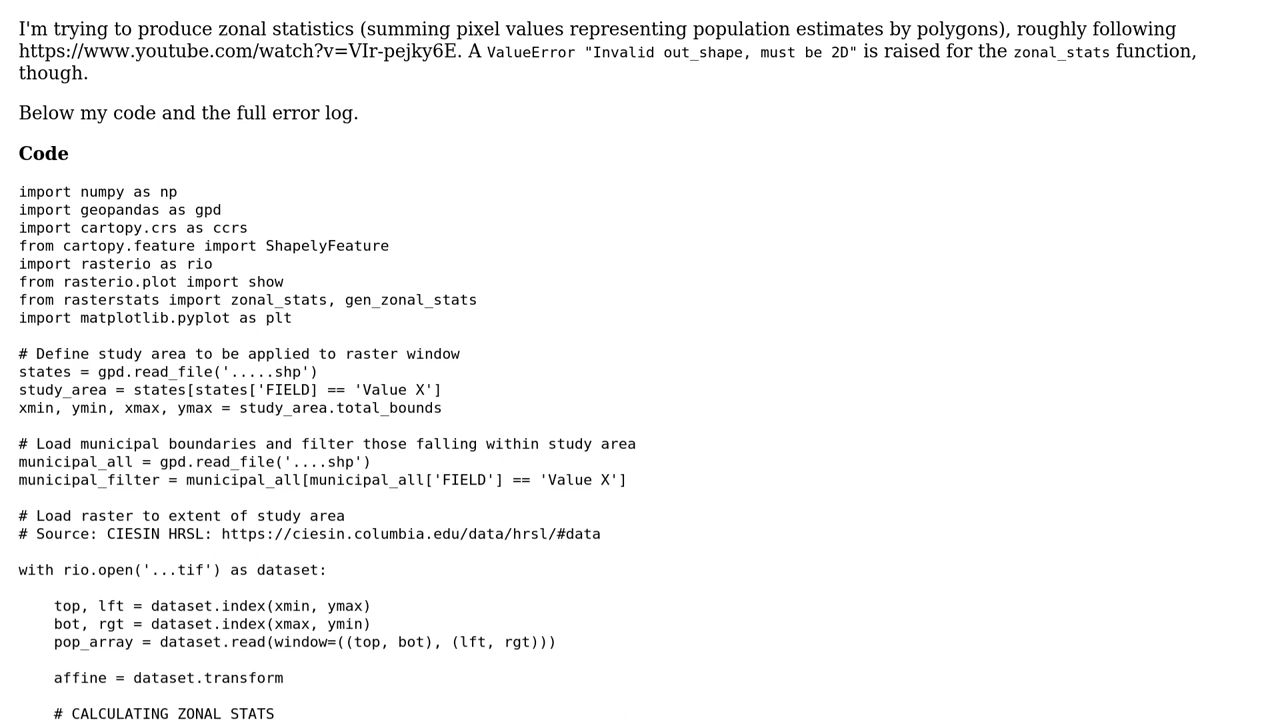 I'm trying to produce zonal statistics (summing pixel values representing population estimates by polygons), roughly following
https://www.youtube.com/watch?v=VIr-pejky6E. A ValueError "Invalid out_shape, must be 2D" is raised for the zonal_stats function,
though.
Below my code and the full error log.
Code
import numpy as np
import geopandas as gpd
import cartopy.crs as ccrs
from cartopy.feature import ShapelyFeature
import rasterio as rio
from rasterio.plot import show
from rasterstats import zonal_stats, gen_zonal_stats
import matplotlib.pyplot as plt
# Define study area to be applied to raster window
states = gpd.read_file('.....shp')
study_area = states[states['FIELD] == 'Value X']
xmin, ymin, xmax, ymax = study_area.total_bounds
# Load municipal boundaries and filter those falling within study area
municipal_all = gpd.read_file('....shp')
municipal_filter = municipal_all[municipal_all['FIELD'] == 'Value X']
# Load raster to extent of study area
# Source: CIESIN HRSL: https://ciesin.columbia.edu/data/hrsl/#data
with rio.open('...tif') as dataset:
    top, lft = dataset.index(xmin, ymax)
    bot, rgt = dataset.index(xmax, ymin)
    pop_array = dataset.read(window=((top, bot), (lft, rgt)))
    affine = dataset.transform
    # CALCULATING ZONAL STATS